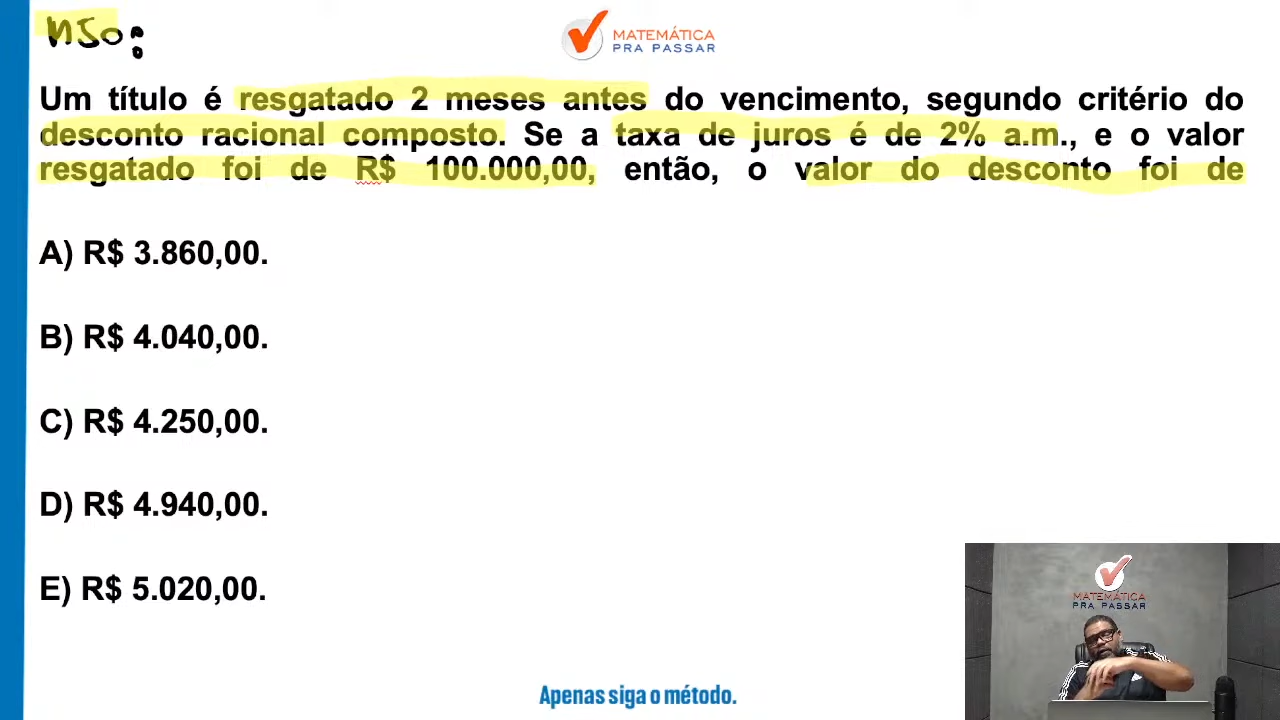 MATEMÁTICA
PRA PASSAR
Um título é resgatado 2 meses antes do vencimento, segundo critério do
desconto racional composto. Se a taxa de juros é de 2% a.m., e o valor
resgatado foi de R$ 100.000,00, então, o valor do desconto foi de
A) R$ 3.860,00.
B) R$ 4.040,00.
C) R$ 4.250,00.
D) R$ 4.940,00.
E) R$ 5.020,00.
MATEMÁTICA
PRA PASSAR
Apenas siga o método.